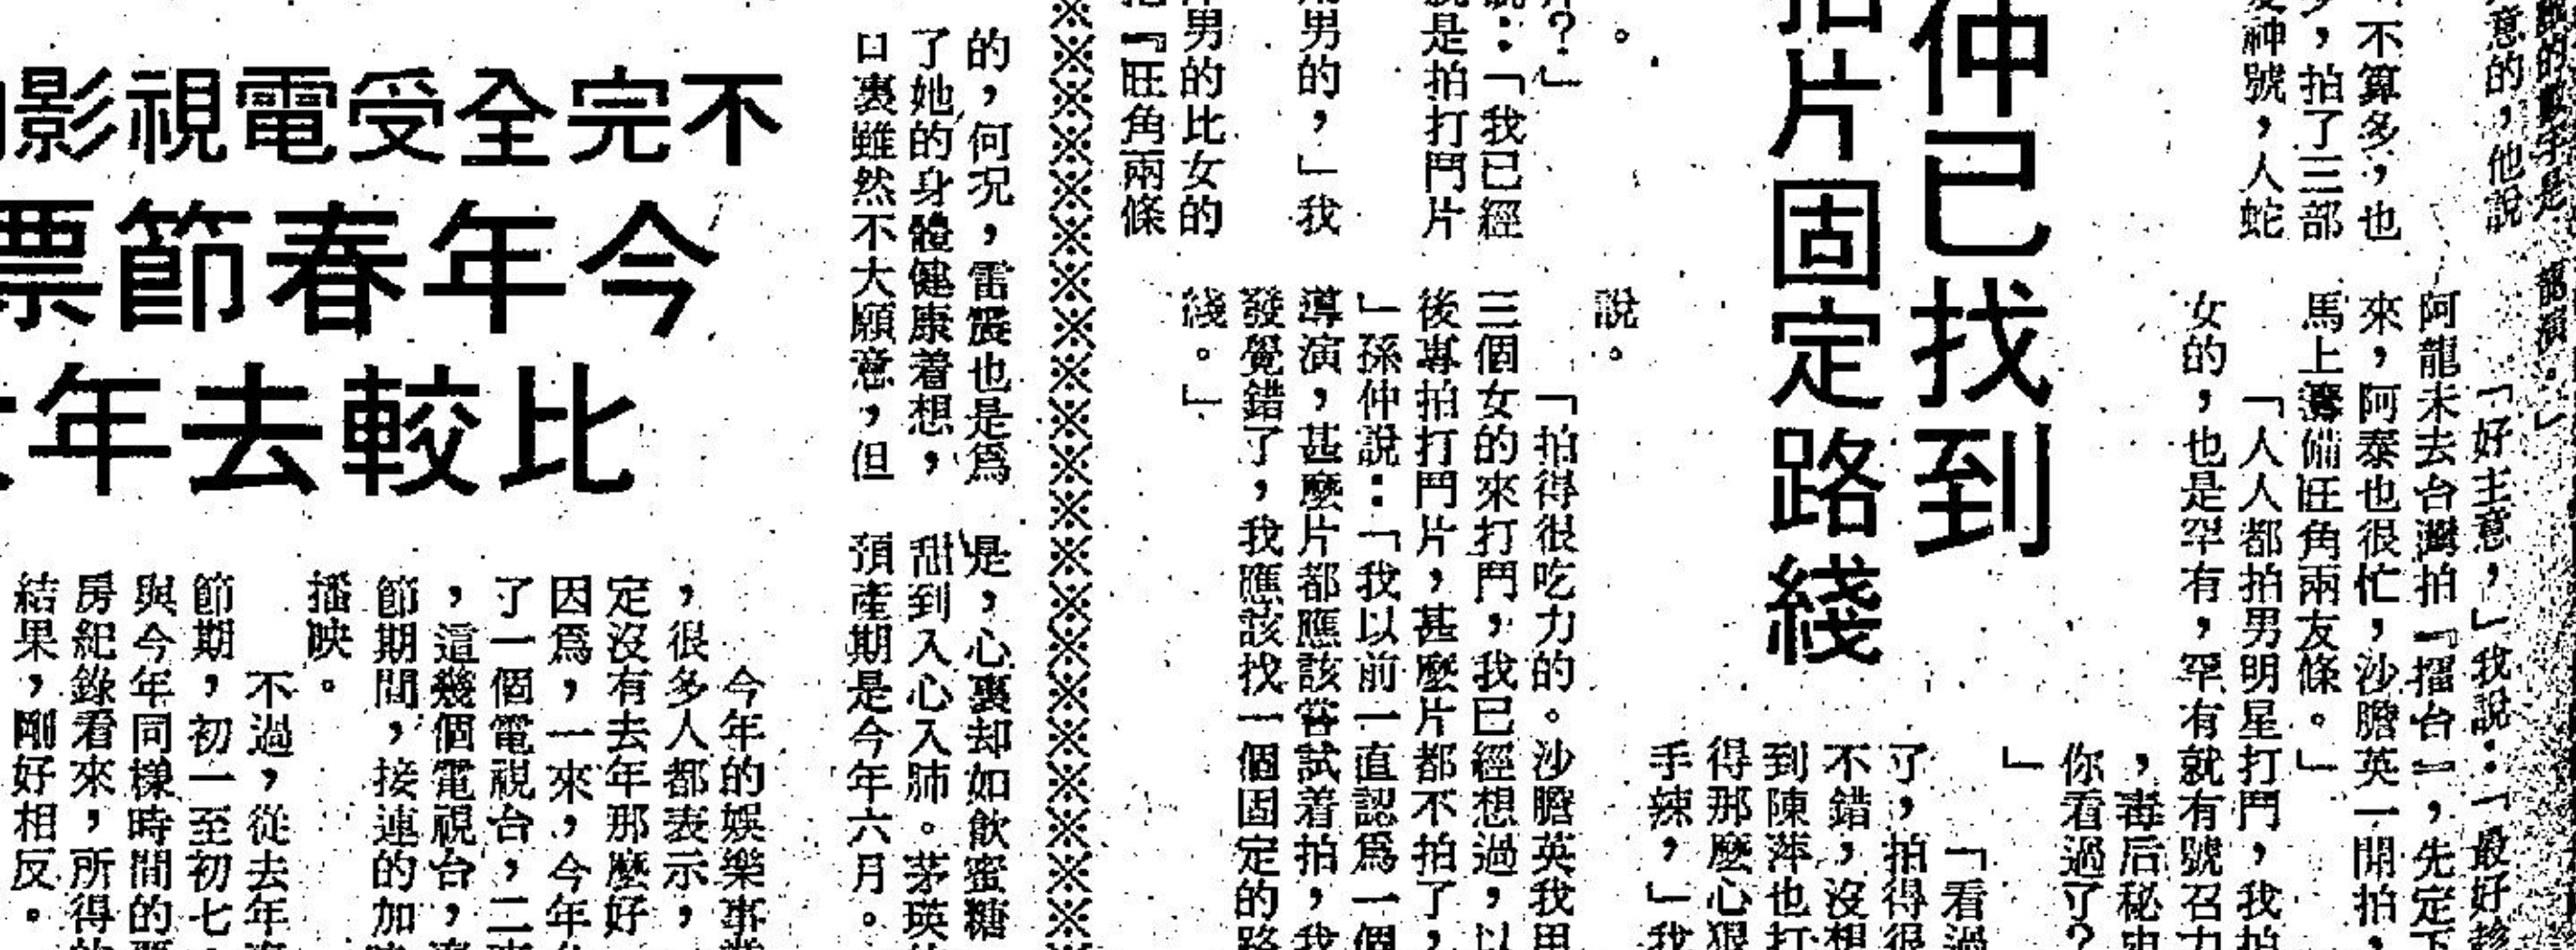 意的，他說
不算多，也
，拍了三部
神號，人蛇
「好主意，」我說：「最好趁
阿龍未去台灣拍『擂台』，先定下
來，阿泰也很忙，沙膽英一開拍，
馬上籌備旺角兩友條。」
「人人都拍男明星打鬥，我拍
女的，也是罕有，罕有就有號召力
，毒后秘史
你看過了？
」
「看過
了，拍得很
不錯，沒想
到陳萍也打
得那麼心狠
手辣，」我
仲已找到
拍片固定路綫
。
？」
說：「我已經
就是拍打鬥片
男的，」我
男的比女的
『旺角兩條
說。
「拍得很吃力的。沙膽英我用
三個女的來打鬥，我已經想過，以
後專拍打鬥片，甚麼片都不拍了，
」孫仲說：「我以前一直認爲一個
導演，甚麼片都應該嘗試着拍，我
發覺錯了，我應該找一個固定的路
綫。」
的，何況，雷震也是爲
了她的身體健康着想，
口裏雖然不大願意，但
是，心裏却如飲蜜糖
甜到入心入肺。茅瑛
預產期是今年六月。
不完全受電視影
今年春節票
比較去年
今年的娛樂事
，很多人都表示，
定沒有去年那麼好
因爲，一來，今年
了一個電視台，二
，這幾個電視台，
節期間，接連的加
播映。
不過，從去年
節期，初一至初七
與今年同樣時間的票
房紀錄看來，所得的
結果，剛好相反。